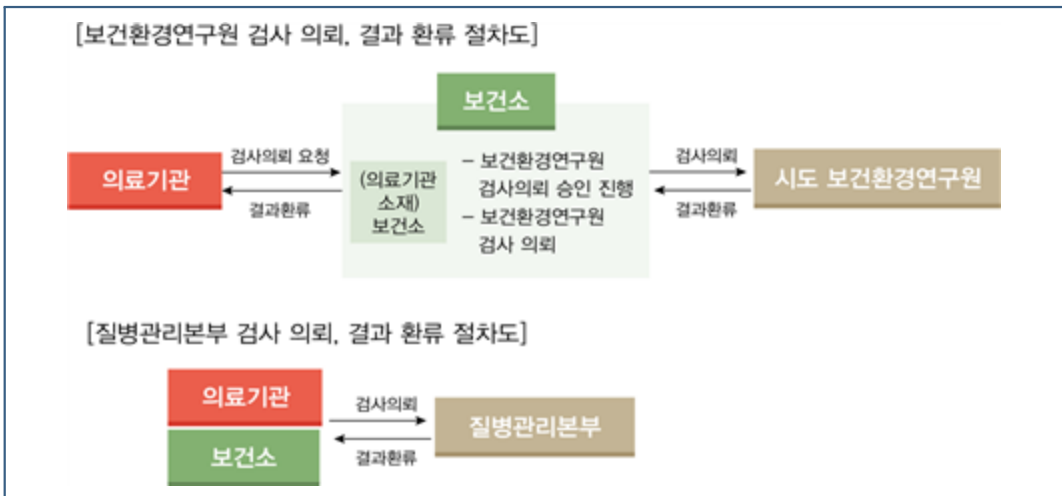 [보건환경연구원 검사 의뢰, 결과 환류 절차도]
보건소
의료기관
검사의뢰 요청
결과환류
(의료기관
소재)
보건소
– 보건환경연구원
검사의뢰 승인 진행
– 보건환경연구원
검사 의뢰
검사의뢰
결과환류
시도 보건환경연구원
[질병관리본부 검사 의뢰, 결과 환류 절차도]
의료기관
보건소
검사의뢰
결과환류
질병관리본부